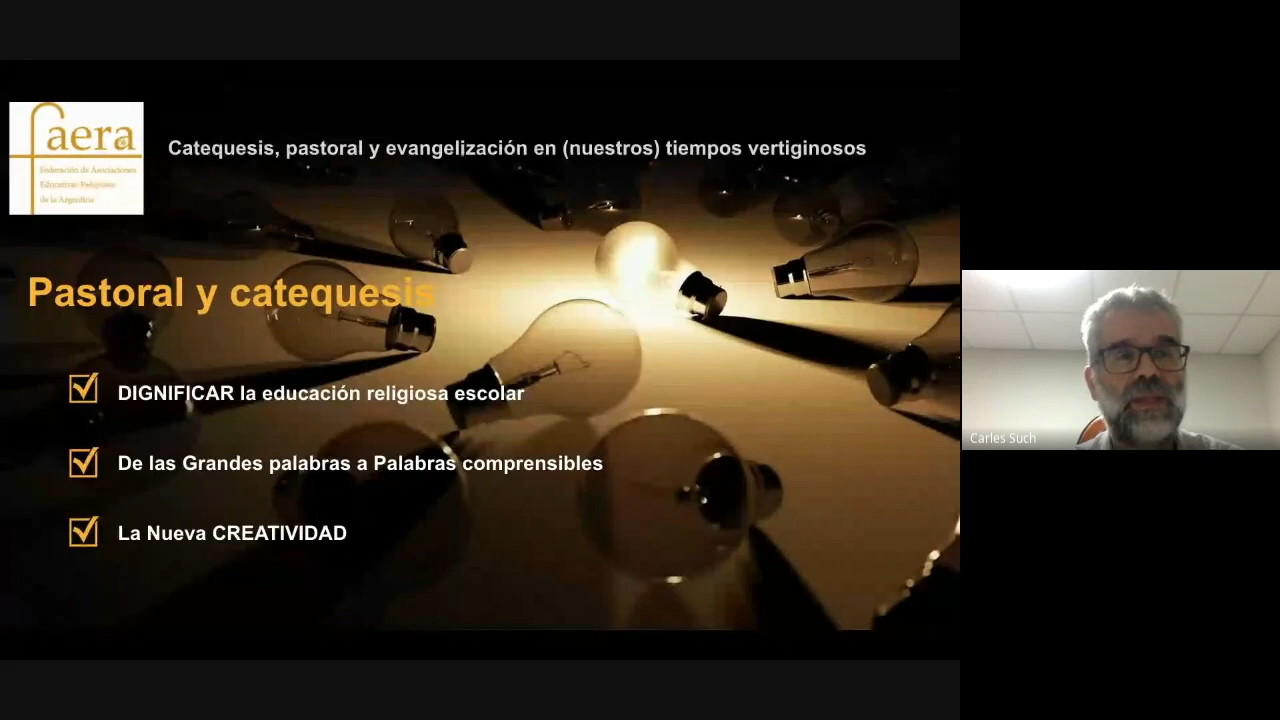 faera
Federación de Asociaciones
Educativas Religiosas
de la Argentina
Catequesis, pastoral y evangelización en (nuestros) tiempos vertiginosos
Pastoral y catequesis
DIGNIFICAR la educación religiosa escolar
De las Grandes palabras a Palabras comprensibles
La Nueva CREATIVIDAD
Carles Such